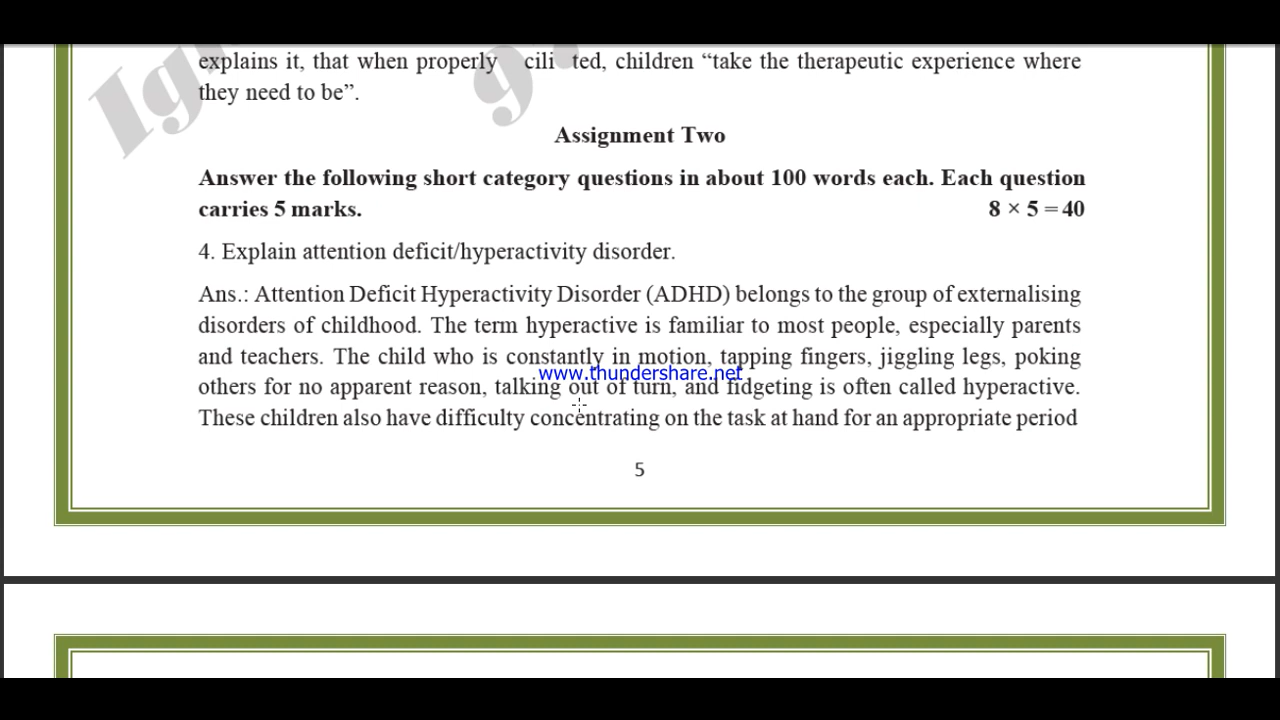 explains it, that when properly cili ted, children “take the therapeutic experience where
they need to be”.
Assignment Two
Answer the following short category questions in about 100 words each. Each question
carries 5 marks. 8 × 5 = 40
4. Explain attention deficit/hyperactivity disorder.
Ans.: Attention Deficit Hyperactivity Disorder (ADHD) belongs to the group of externalising
disorders of childhood. The term hyperactive is familiar to most people, especially parents
and teachers. The child who is constantly in motion, tapping fingers, jiggling legs, poking
www.thundershare.net
others for no apparent reason, talking out of turn, and fidgeting is often called hyperactive.
These children also have difficulty concentrating on the task at hand for an appropriate period
5